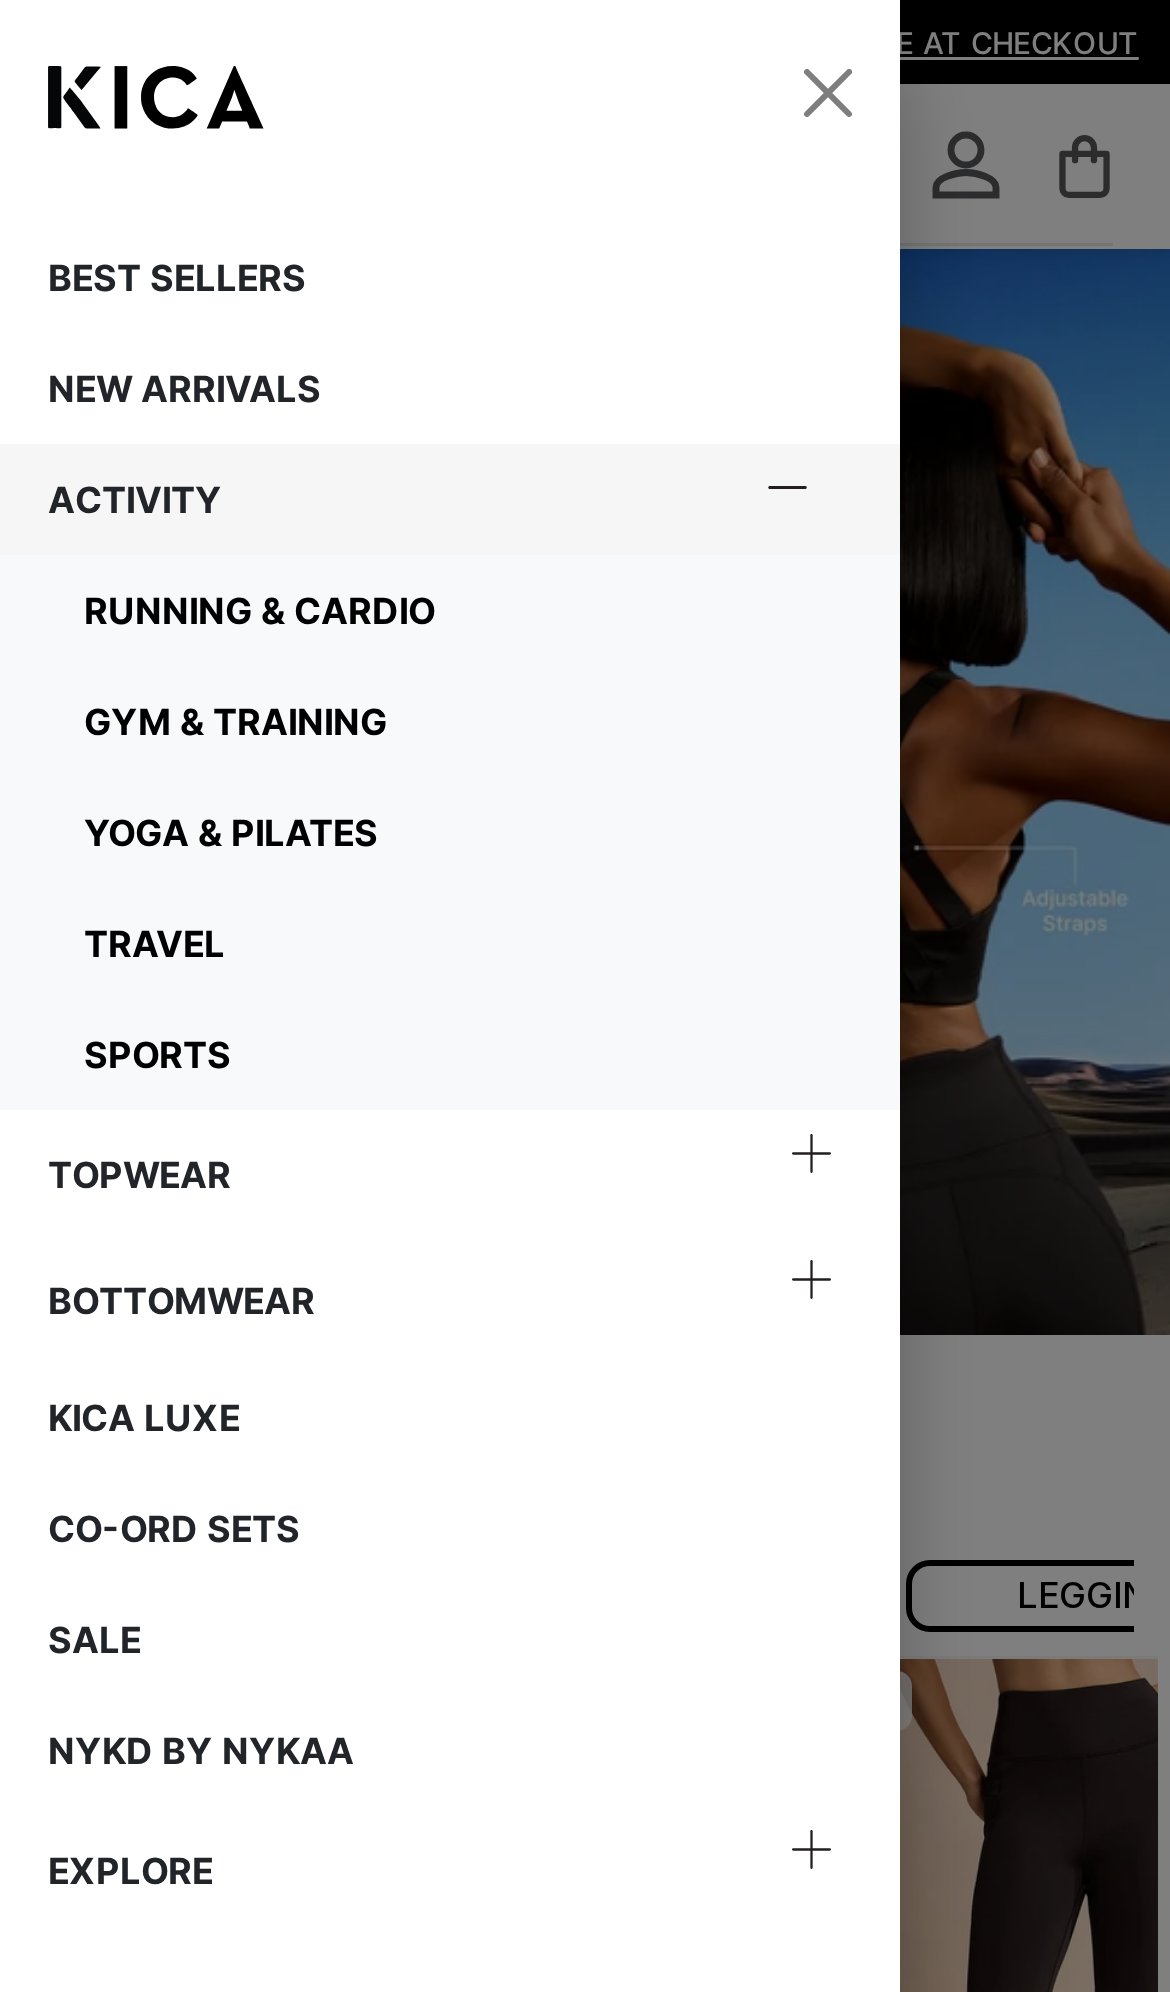 KICA
E AT CHECKOUT
BEST SELLERS
NEW ARRIVALS
ACTIVITY
RUNNING & CARDIO
GYM & TRAINING
YOGA & PILATES
TRAVEL
SPORTS
TOPWEAR
BOTTOMWEAR
KICA LUXE
CO-ORD SETS
SALE
NYKD BY NYKAA
EXPLORE
Adjustable
Straps
LEGGIN